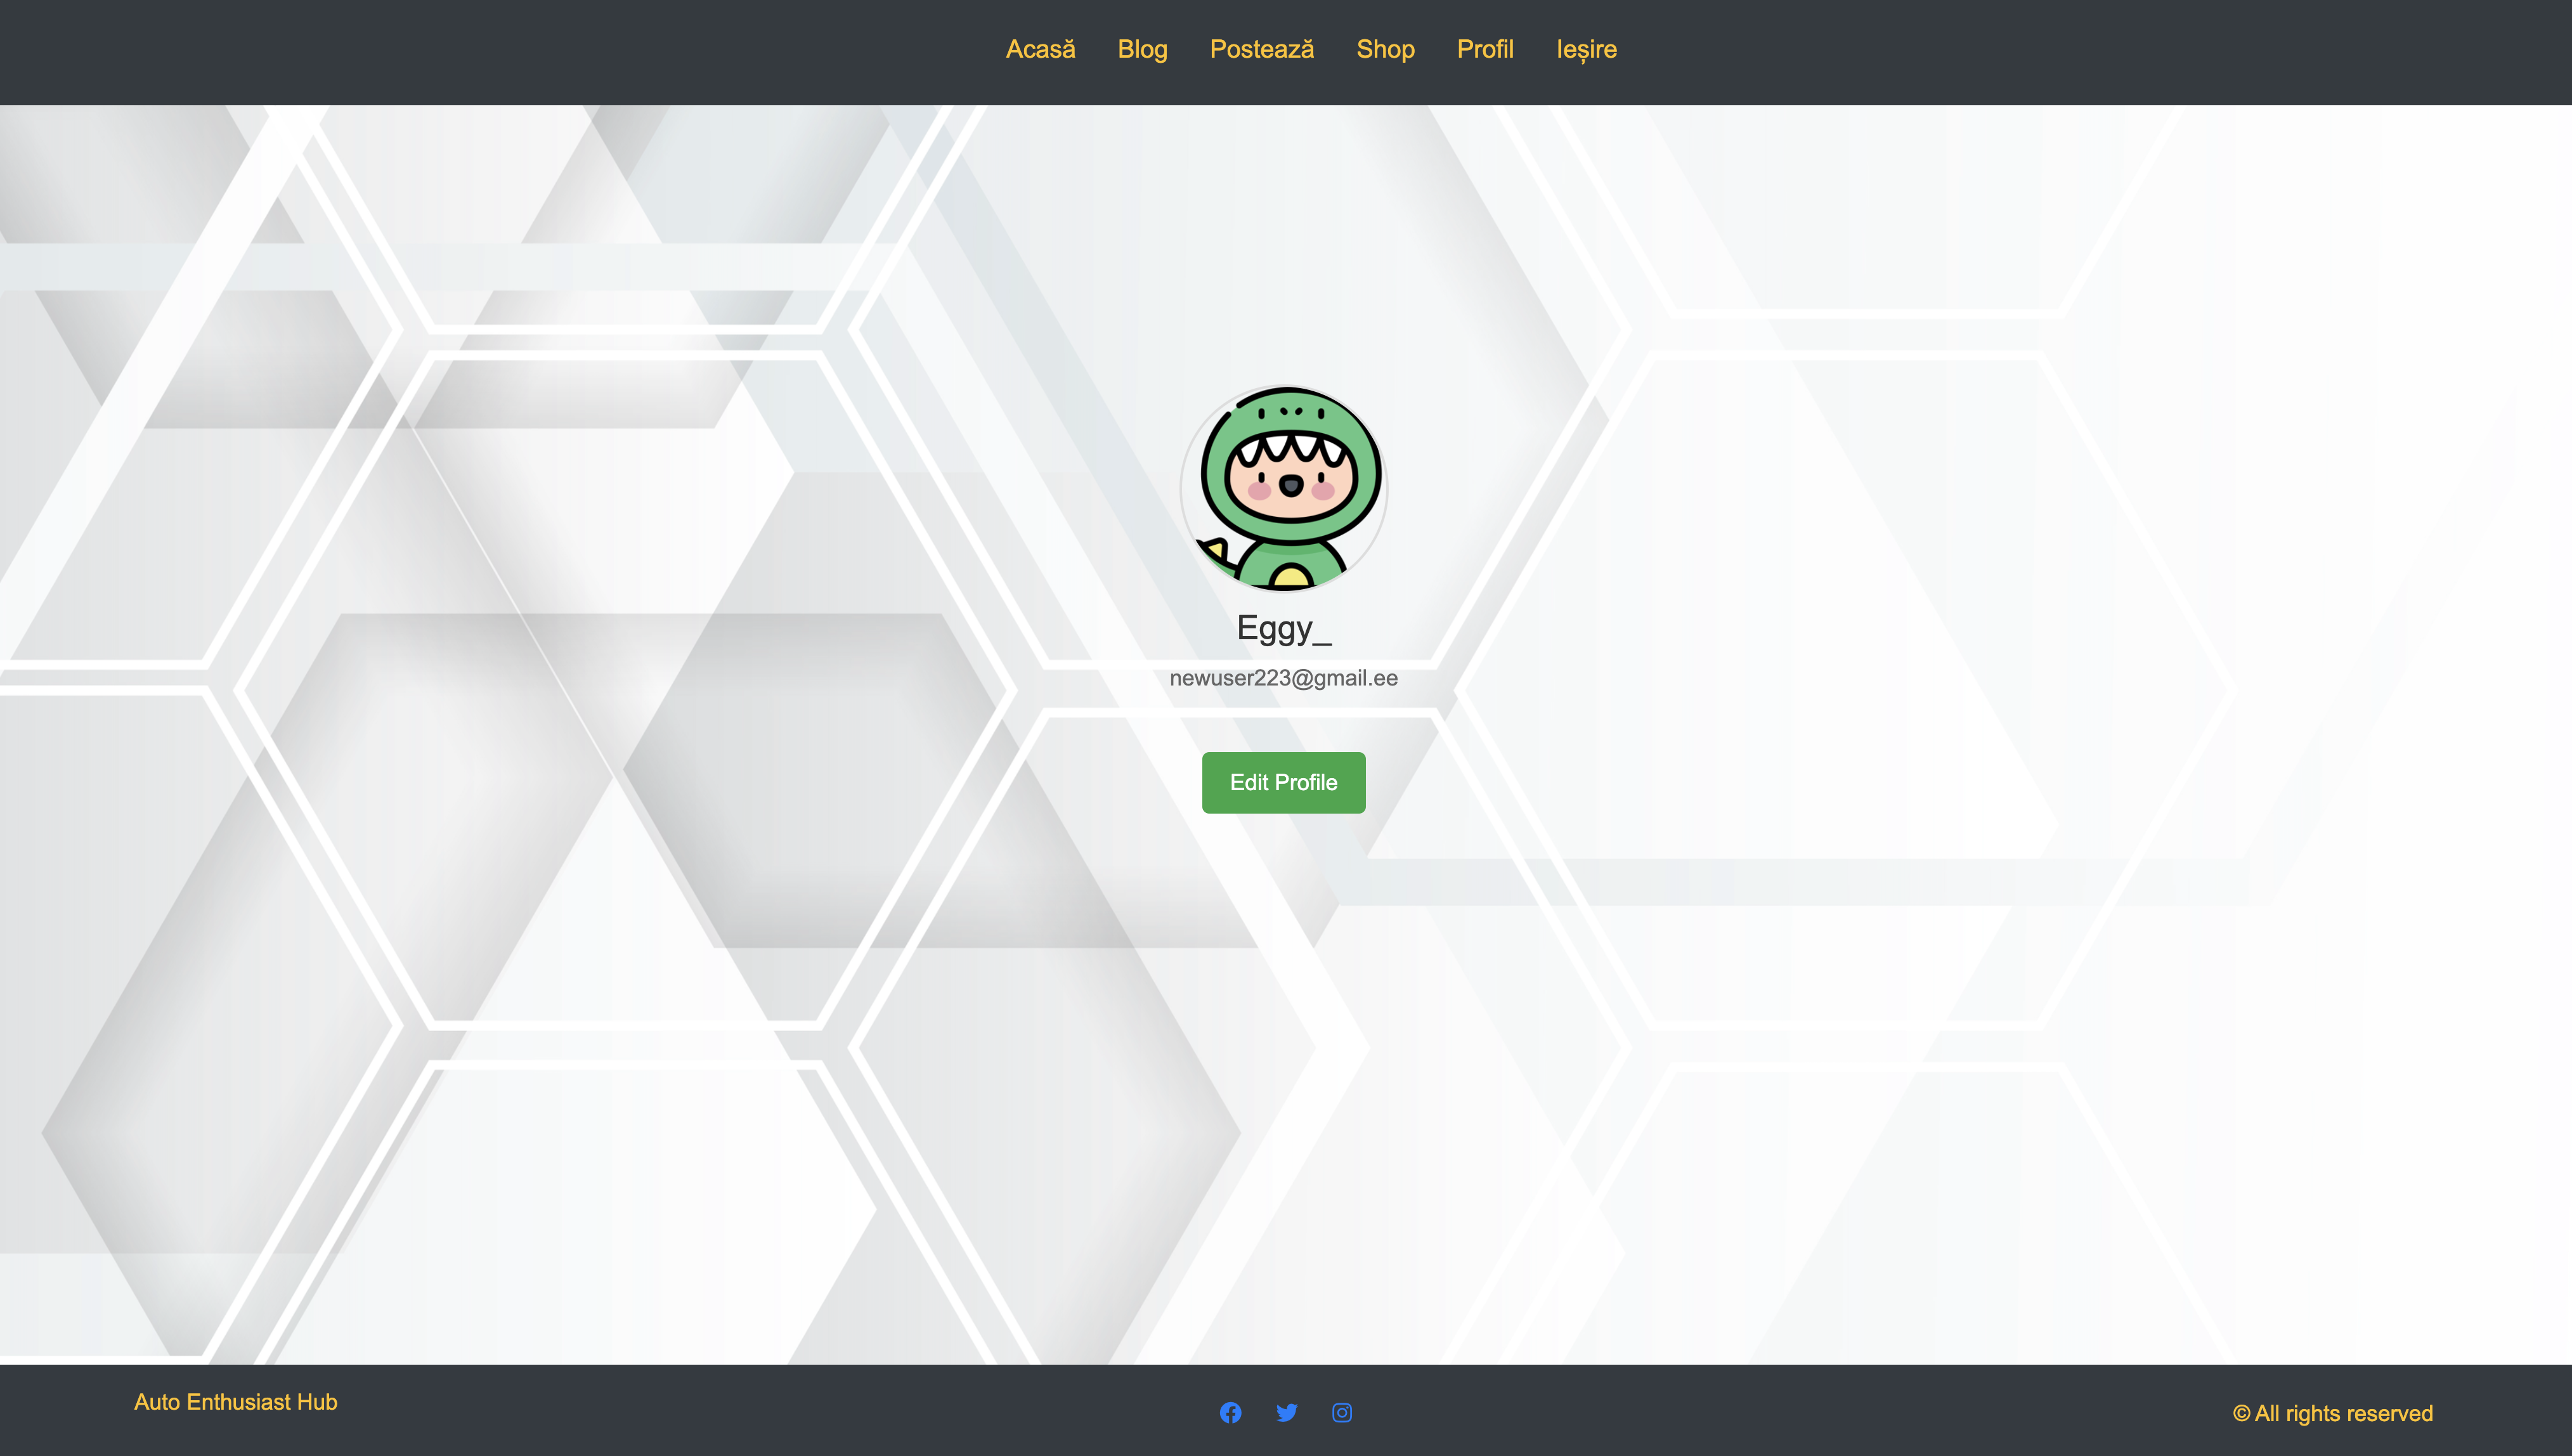 Acasă Blog Postează Shop Profil Ieșire
Eggy_
newuser223@gmail.ee
Edit Profile
Auto Enthusiast Hub
© All rights reserved